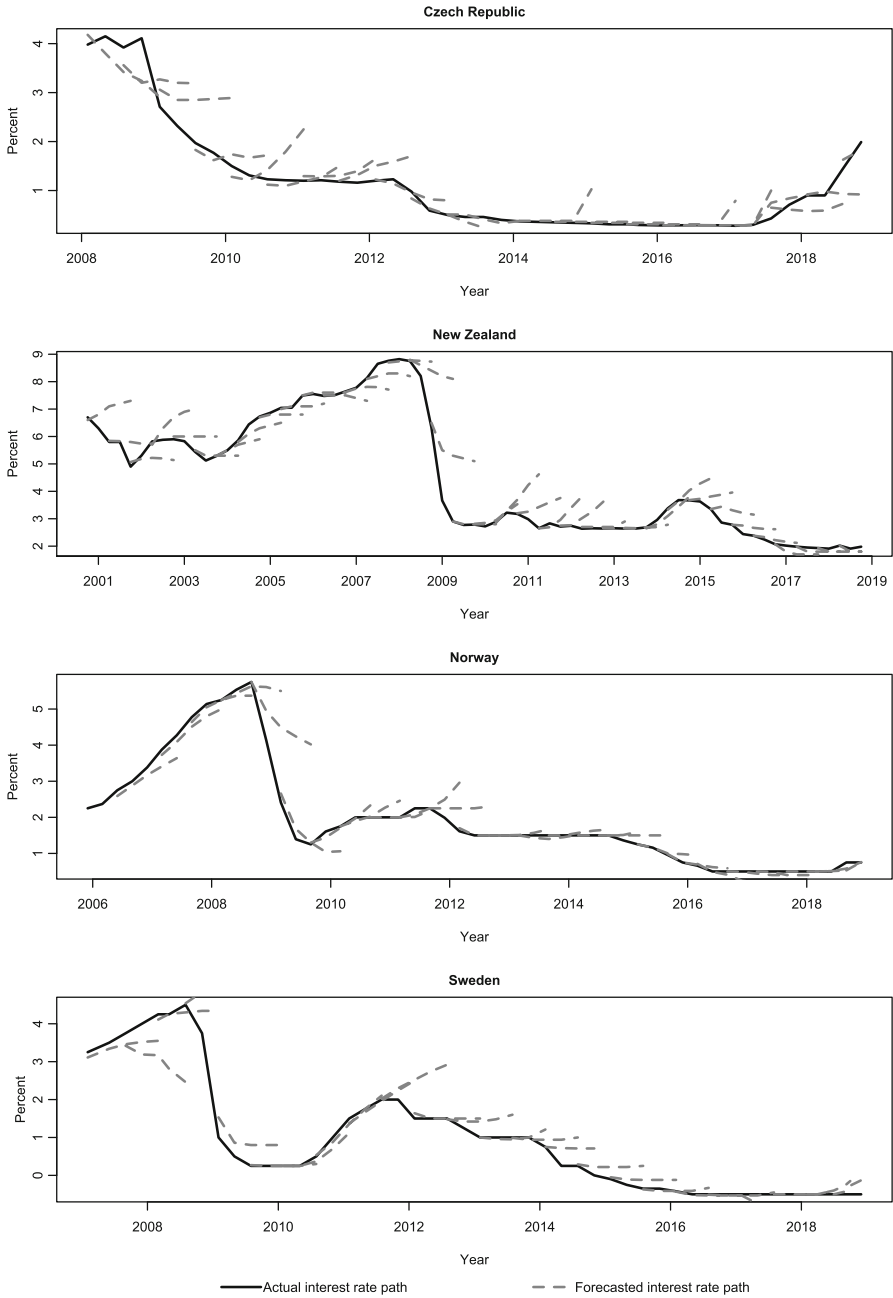 Czech Republic
4
3
2
1
Percent
2008 2010 2012 2014 2016 2018
Year
New Zealand
9
8
7
6
5
4
3
2
Percent
2001 2003 2005 2007 2009 2011 2013 2015 2017 2019
Year
Norway
5
4
3
2
1
Percent
2006 2008 2010 2012 2014 2016 2018
Year
Sweden
4
3
2
1
0
Percent
2008 2010 2012 2014 2016 2018
Year
Actual interest rate path Forecasted interest rate path